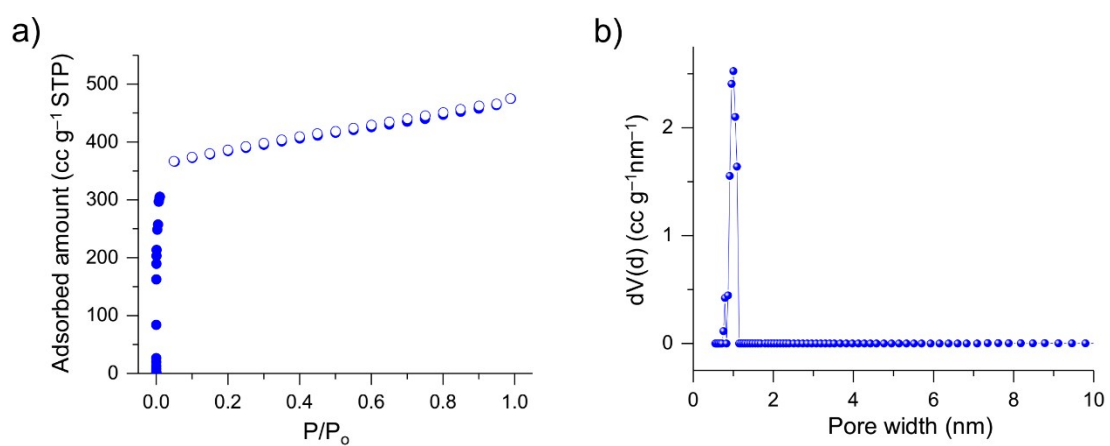 a)
Adsorbed amount (cc g⁻¹ STP)
500
400
300
200
100
0
0.0 0.2 0.4 0.6 0.8 1.0
P/Pₒ
b)
dV(d) (cc g⁻¹nm⁻¹)
2
1
0
0 2 4 6 8 10
Pore width (nm)